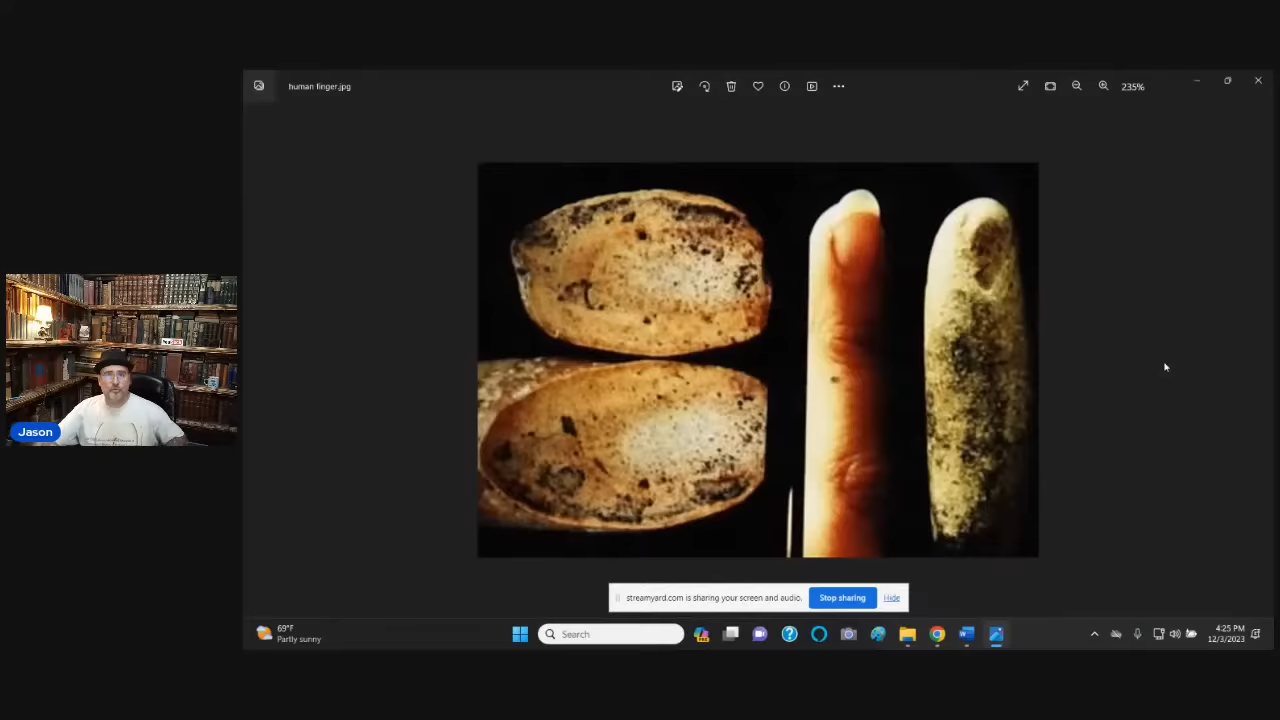 human finger.jpg
235%
Jason
streamyard.com is sharing your screen and audio.
Stop sharing
Hide
69°F
Partly sunny
Search
4:25 PM
12/3/2023